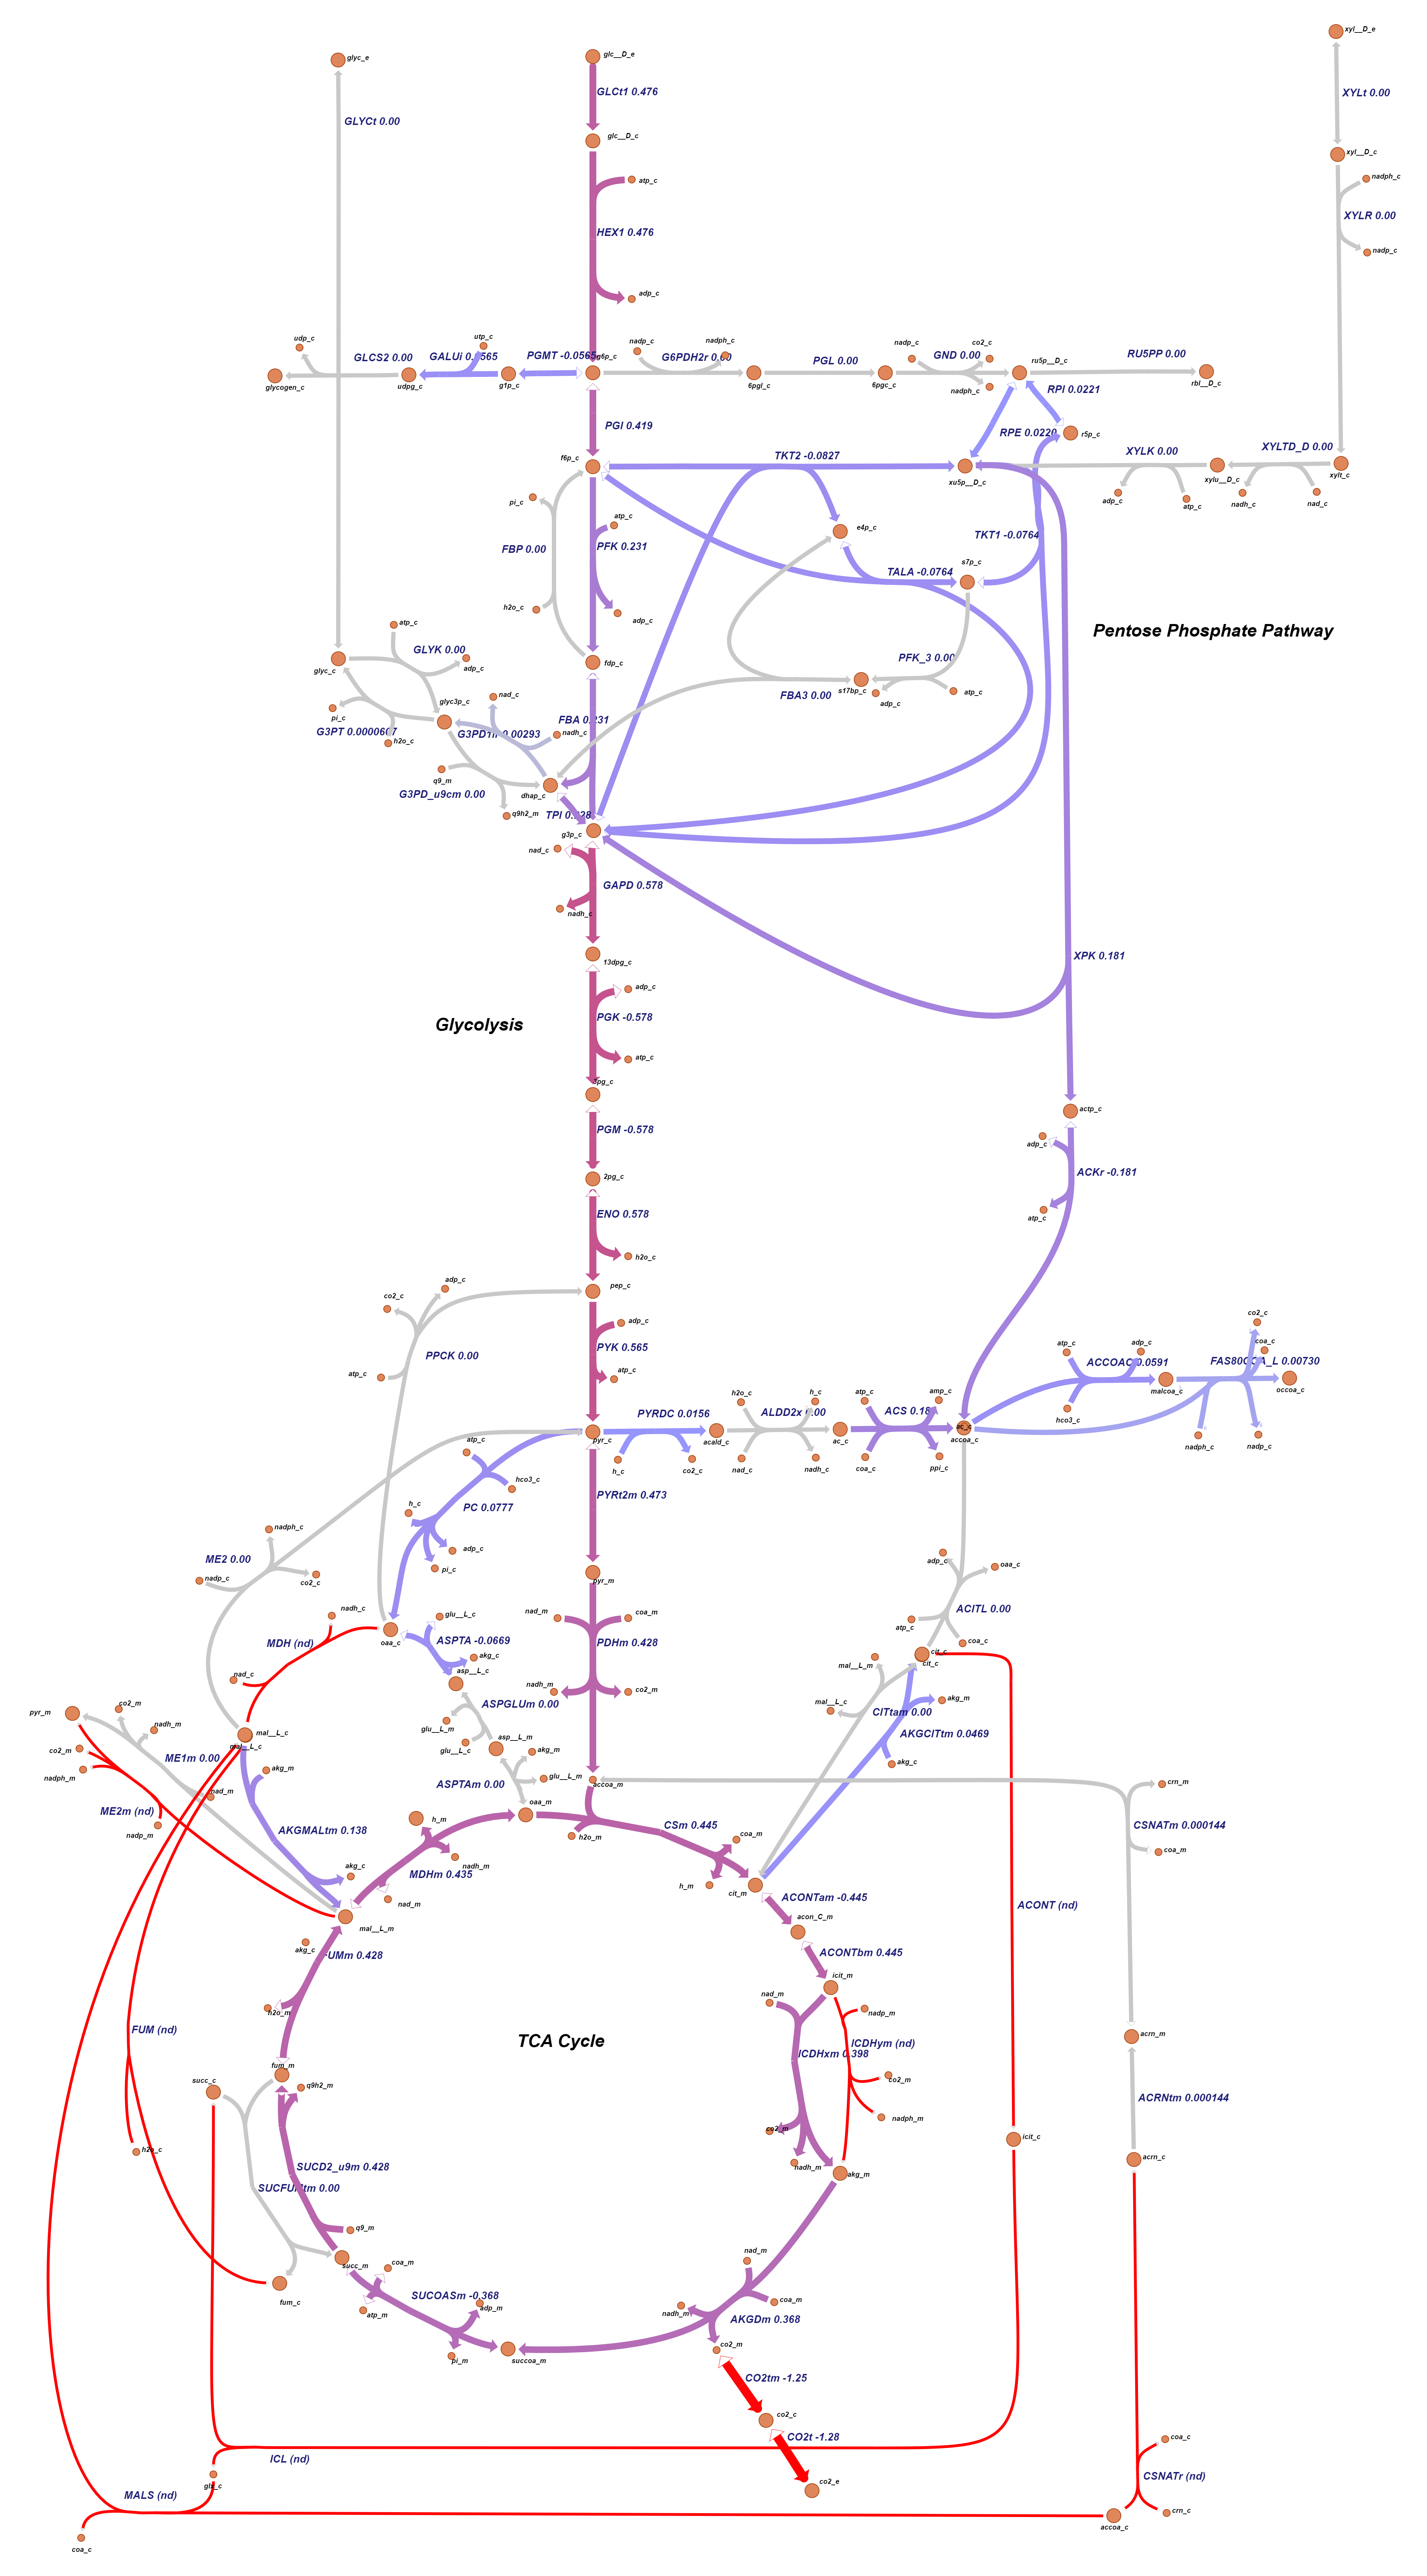 xyl__D_e
glyc_e
glc__D_e
GLCt1 0.476
XYLt 0.00
GLYCt 0.00
glc__D_c
xyl__D_c
atp_c
nadph_c
XYLR 0.00
HEX1 0.476
nadp_c
adp_c
udp_c
utp_c
nadp_c
nadph_c
nadp_c
co2_c
GLCS2 0.00
GALUi 0.0565
PGMT -0.0565
g6p_c
G6PDH2r 0.00
PGL 0.00
GND 0.00
ru5p__D_c
RU5PP 0.00
glycogen_c
udpg_c
g1p_c
6pgl_c
6pgc_c
nadph_c
rbl__D_c
RPI 0.0221
PGI 0.419
RPE 0.0220
r5p_c
f6p_c
TKT2 -0.0827
XYLK 0.00
XYLTD_D 0.00
xu5p__D_c
xylu__D_c
xylt_c
pi_c
adp_c
atp_c
nadh_c
nad_c
atp_c
e4p_c
TKT1 -0.0764
FBP 0.00
PFK 0.231
s7p_c
TALA -0.0764
h2o_c
adp_c
atp_c
Pentose Phosphate Pathway
GLYK 0.00
PFK_3 0.00
glyc_c
adp_c
fdp_c
FBA3 0.00
s17bp_c
atp_c
adp_c
glyc3p_c
nad_c
pi_c
FBA 0.231
G3PT 0.0000607
G3PD1ir 0.00293
nadh_c
h2o_c
q9_m
G3PD_u9cm 0.00
dhap_c
q9h2_m
TPI 0.228
g3p_c
nad_c
GAPD 0.578
nadh_c
XPK 0.181
13dpg_c
adp_c
Glycolysis
PGK -0.578
atp_c
3pg_c
actp_c
PGM -0.578
adp_c
ACKr -0.181
2pg_c
ENO 0.578
atp_c
h2o_c
adp_c
pep_c
co2_c
adp_c
co2_c
PYK 0.565
atp_c
adp_c
coa_c
PPCK 0.00
ACCOAC 0.0591
FAS80COA_L 0.00730
atp_c
atp_c
malcoa_c
occoa_c
h2o_c
h_c
atp_c
amp_c
PYRDC 0.0156
ALDD2x 0.00
ACS 0.18
hco3_c
pyr_c
acald_c
ac_c
ac_c
accoa_c
nadph_c
nadp_c
atp_c
h_c
co2_c
nad_c
nadh_c
coa_c
ppi_c
hco3_c
PYRt2m 0.473
PC 0.0777
h_c
nadph_c
adp_c
ME2 0.00
pi_c
adp_c
oaa_c
nadp_c
co2_c
pyr_m
nadh_c
nad_m
coa_m
ACITL 0.00
glu__L_c
atp_c
MDH (nd)
oaa_c
ASPTA -0.0669
PDHm 0.428
coa_c
akg_c
cit_c
cit_c
nad_c
asp__L_c
mal__L_m
nadh_m
co2_m
pyr_m
co2_m
ASPGLUm 0.00
mal__L_c
akg_m
CITtam 0.00
nadh_m
glu__L_m
mal__L_c
mal__L_c
asp__L_m
AKGCITtm 0.0469
co2_m
ME1m 0.00
glu__L_c
akg_m
akg_c
nadph_m
akg_m
glu__L_m
accoa_m
crn_m
nad_m
ASPTAm 0.00
oaa_m
ME2m (nd)
h_m
CSNATm 0.000144
nadp_m
AKGMALtm 0.138
CSm 0.445
h2o_m
coa_m
coa_m
akg_c
nadh_m
MDHm 0.435
h_m
cit_m
ACONTam -0.445
nad_m
ACONT (nd)
mal__L_m
acon_C_m
akg_c
FUMm 0.428
ACONTbm 0.445
icit_m
nad_m
h2o_m
nadp_m
FUM (nd)
TCA Cycle
ICDHym (nd)
acrn_m
ICDHxm 0.398
fum_m
succ_c
q9h2_m
co2_m
ACRNtm 0.000144
nadph_m
co2_m
icit_c
h2o_c
acrn_c
SUCD2_u9m 0.428
nadh_m
akg_m
SUCFUMtm 0.00
q9_m
nad_m
succ_m
coa_m
SUCOASm -0.368
coa_m
fum_c
adp_m
nadh_m
atp_m
AKGDm 0.368
co2_m
pi_m
succoa_m
CO2tm -1.25
co2_c
CO2t -1.28
coa_c
ICL (nd)
CSNATr (nd)
glx_c
co2_e
MALS (nd)
crn_c
accoa_c
coa_c